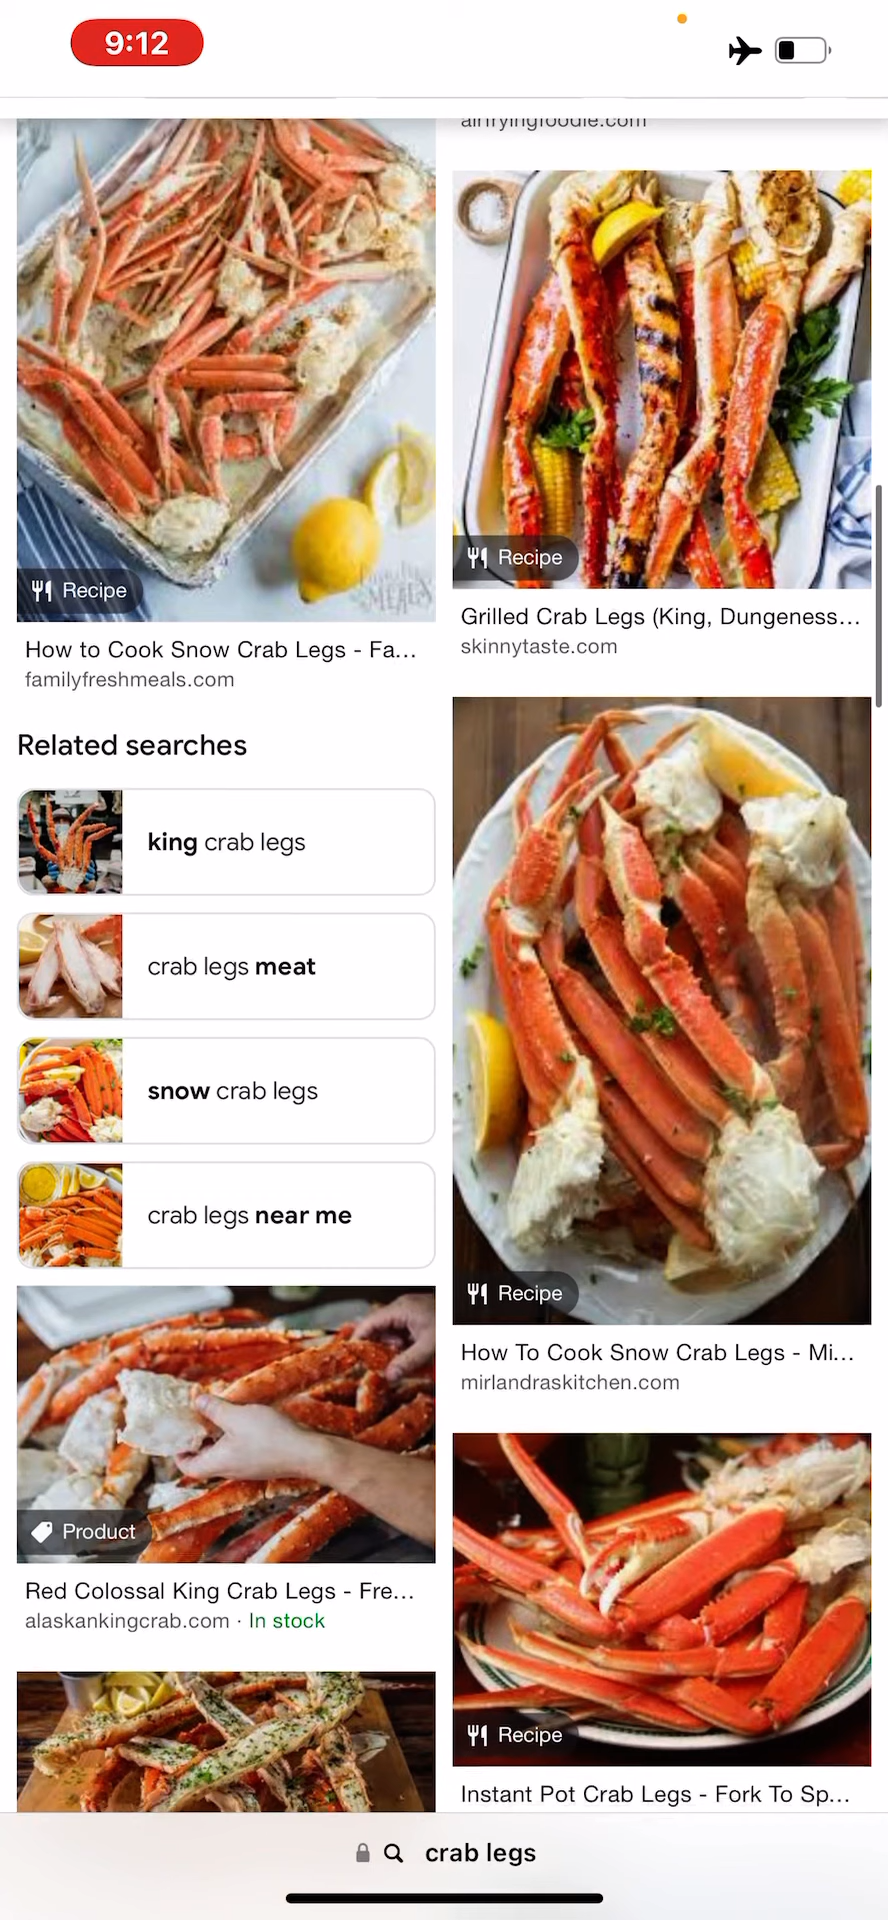 9:12
airfryingfoodie.com
Recipe
How to Cook Snow Crab Legs - Fa...
familyfreshmeals.com
Recipe
Grilled Crab Legs (King, Dungeness...
skinnytaste.com
Related searches
king crab legs
crab legs meat
snow crab legs
crab legs near me
Recipe
How To Cook Snow Crab Legs - Mi...
mirlandraskitchen.com
Product
Red Colossal King Crab Legs - Fre...
alaskankingcrab.com · In stock
Recipe
Instant Pot Crab Legs - Fork To Sp...
crab legs